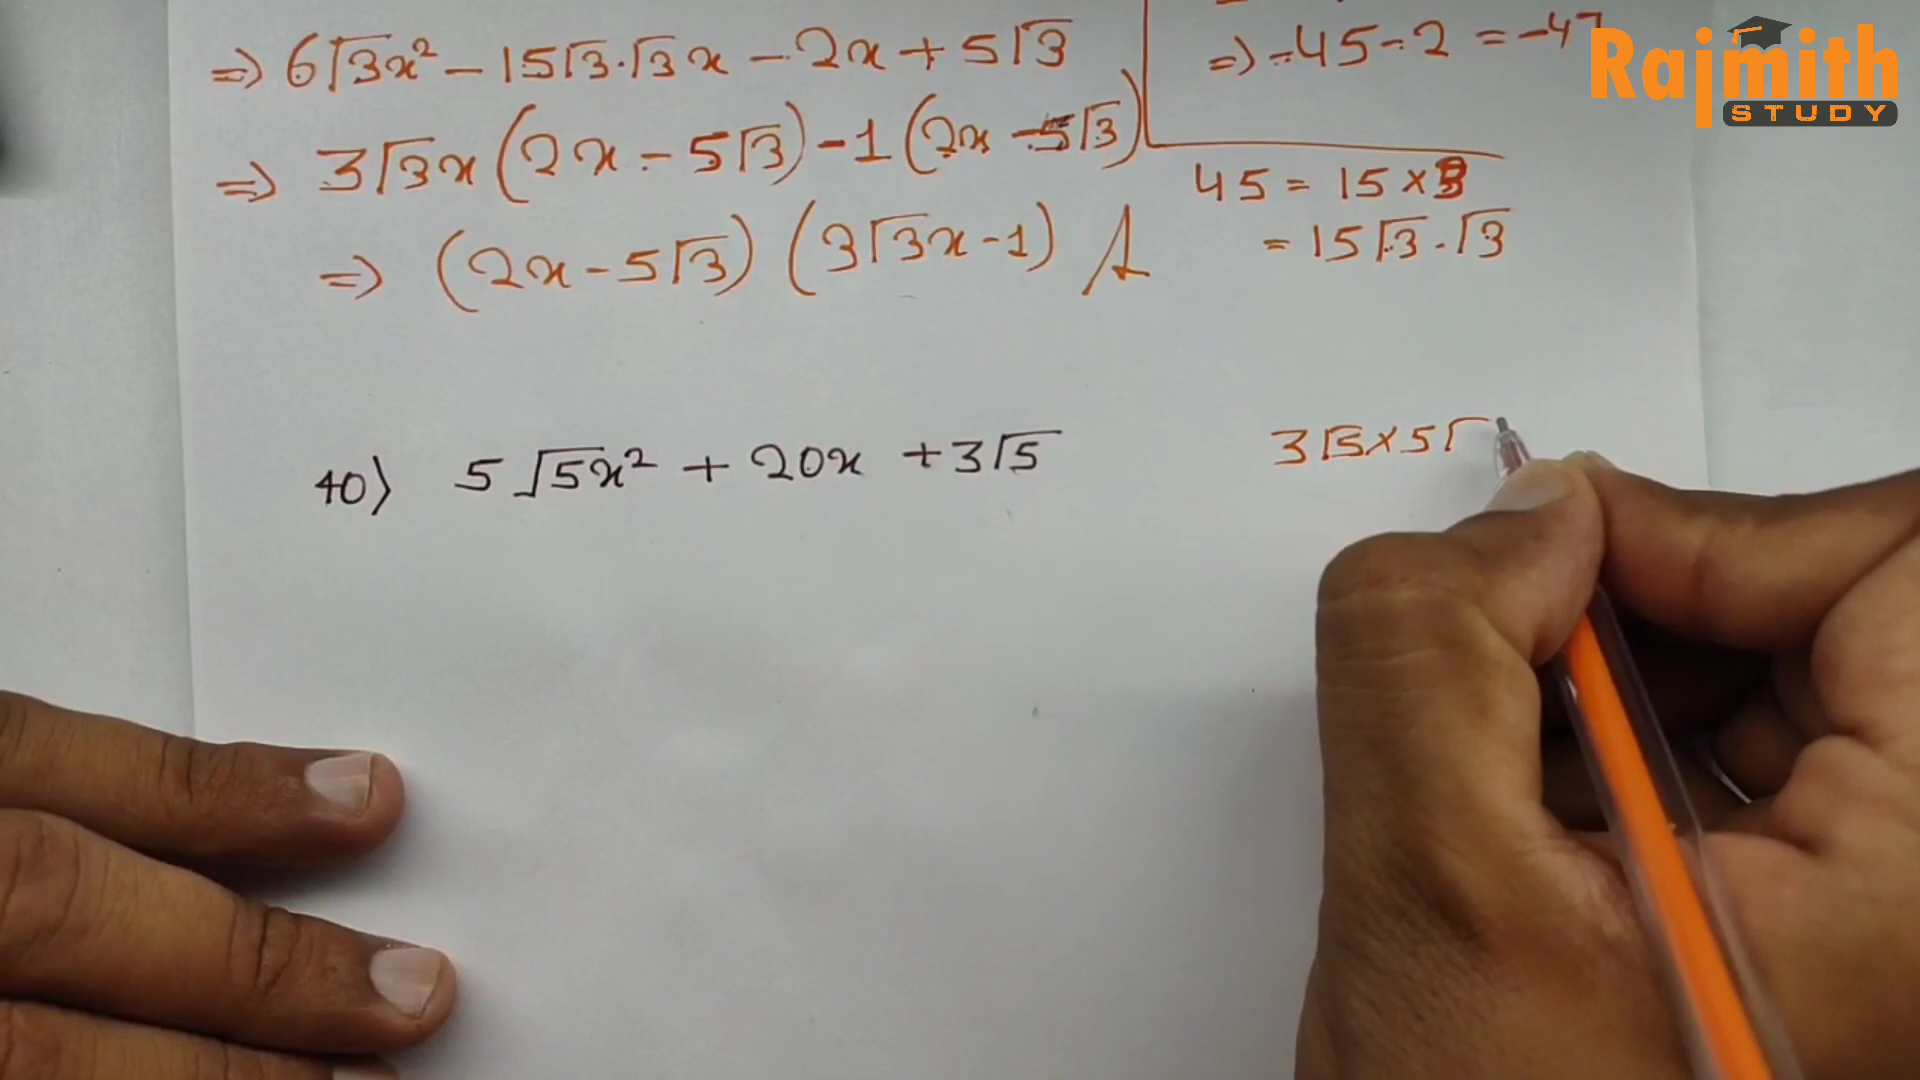 ⇒ 6√3x² - 15√3·√3x - 2x + 5√3
⇒ 3√3x(2x - 5√3) - 1(2x - 5√3)
⇒ (2x - 5√3) (3√3x - 1)
⇒ -45 - 2 = -47
45 = 15 × 3
= 15√3·√3
Rajmith
STUDY
40) 5√5x² + 20x + 3√5
3√5 × 5√